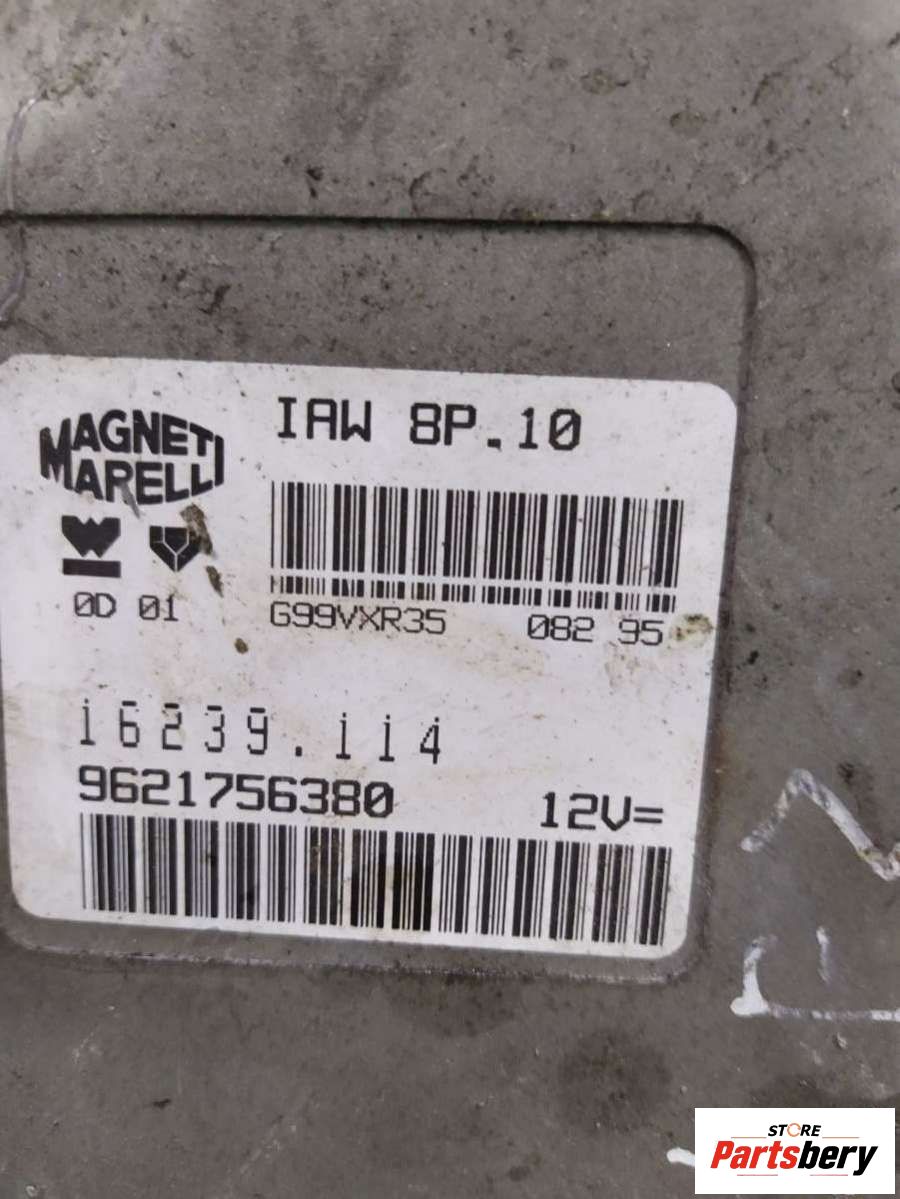 MAGNETI
MARELLI
IAW 8P.10
0D 01
G99VXR35 082 95
16239.114
9621756380 12V=
STORE
Partsbery